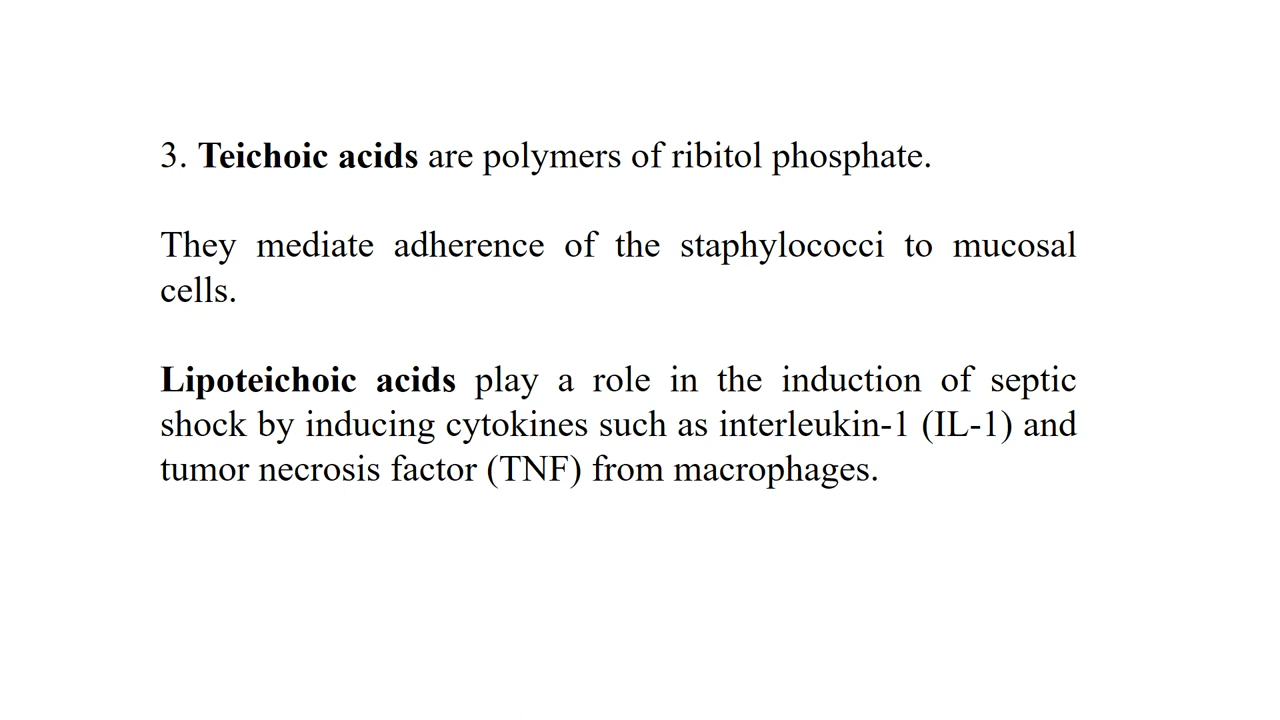 3. Teichoic acids are polymers of ribitol phosphate.
They mediate adherence of the staphylococci to mucosal
cells.
Lipoteichoic acids play a role in the induction of septic
shock by inducing cytokines such as interleukin-1 (IL-1) and
tumor necrosis factor (TNF) from macrophages.